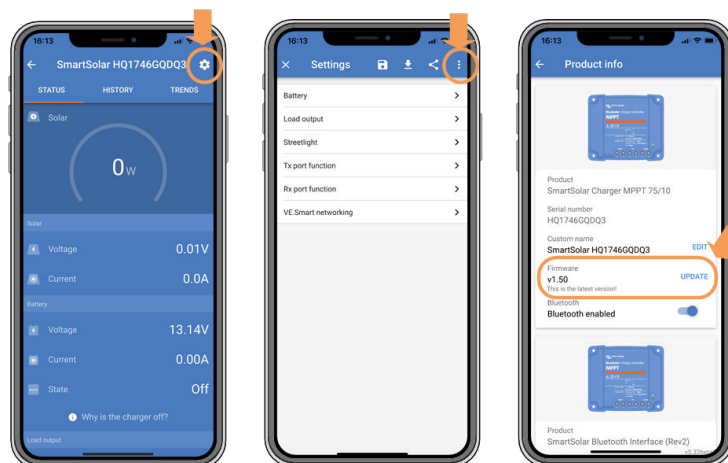 16:13
SmartSolar HQ1746GQDQ3
STATUS HISTORY TRENDS
Solar
0W
Solar
Voltage 0.01V
Current 0.0A
Battery
Voltage 13.14V
Current 0.00A
State Off
Why is the charger off?
Load output
16:13
Settings
Battery
Load output
Streetlight
Tx port function
Rx port function
VE.Smart networking
16:13
Product info
MPPT
Product
SmartSolar Charger MPPT 75/10
Serial number
HQ1746GQDQ3
Custom name
SmartSolar HQ1746GQDQ3 EDIT
Firmware
v1.50 UPDATE
This is the latest version!
Bluetooth
Bluetooth enabled
MPPT
Product
SmartSolar Bluetooth Interface (Rev2)